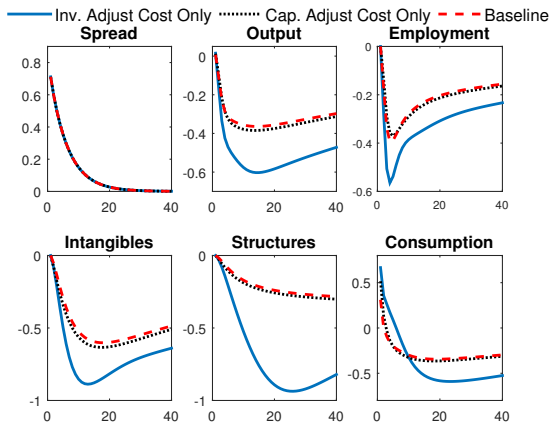 Inv. Adjust Cost Only Cap. Adjust Cost Only Baseline
Spread Output Employment
0.8
0.6
0.4
0.2
0
0 20 40
0
-0.2
-0.4
-0.6
0 20 40
0
-0.2
-0.4
-0.6
0 20 40
Intangibles Structures Consumption
0
-0.5
-1
0 20 40
0
-0.5
-1
0 20 40
0.5
0
-0.5
0 20 40